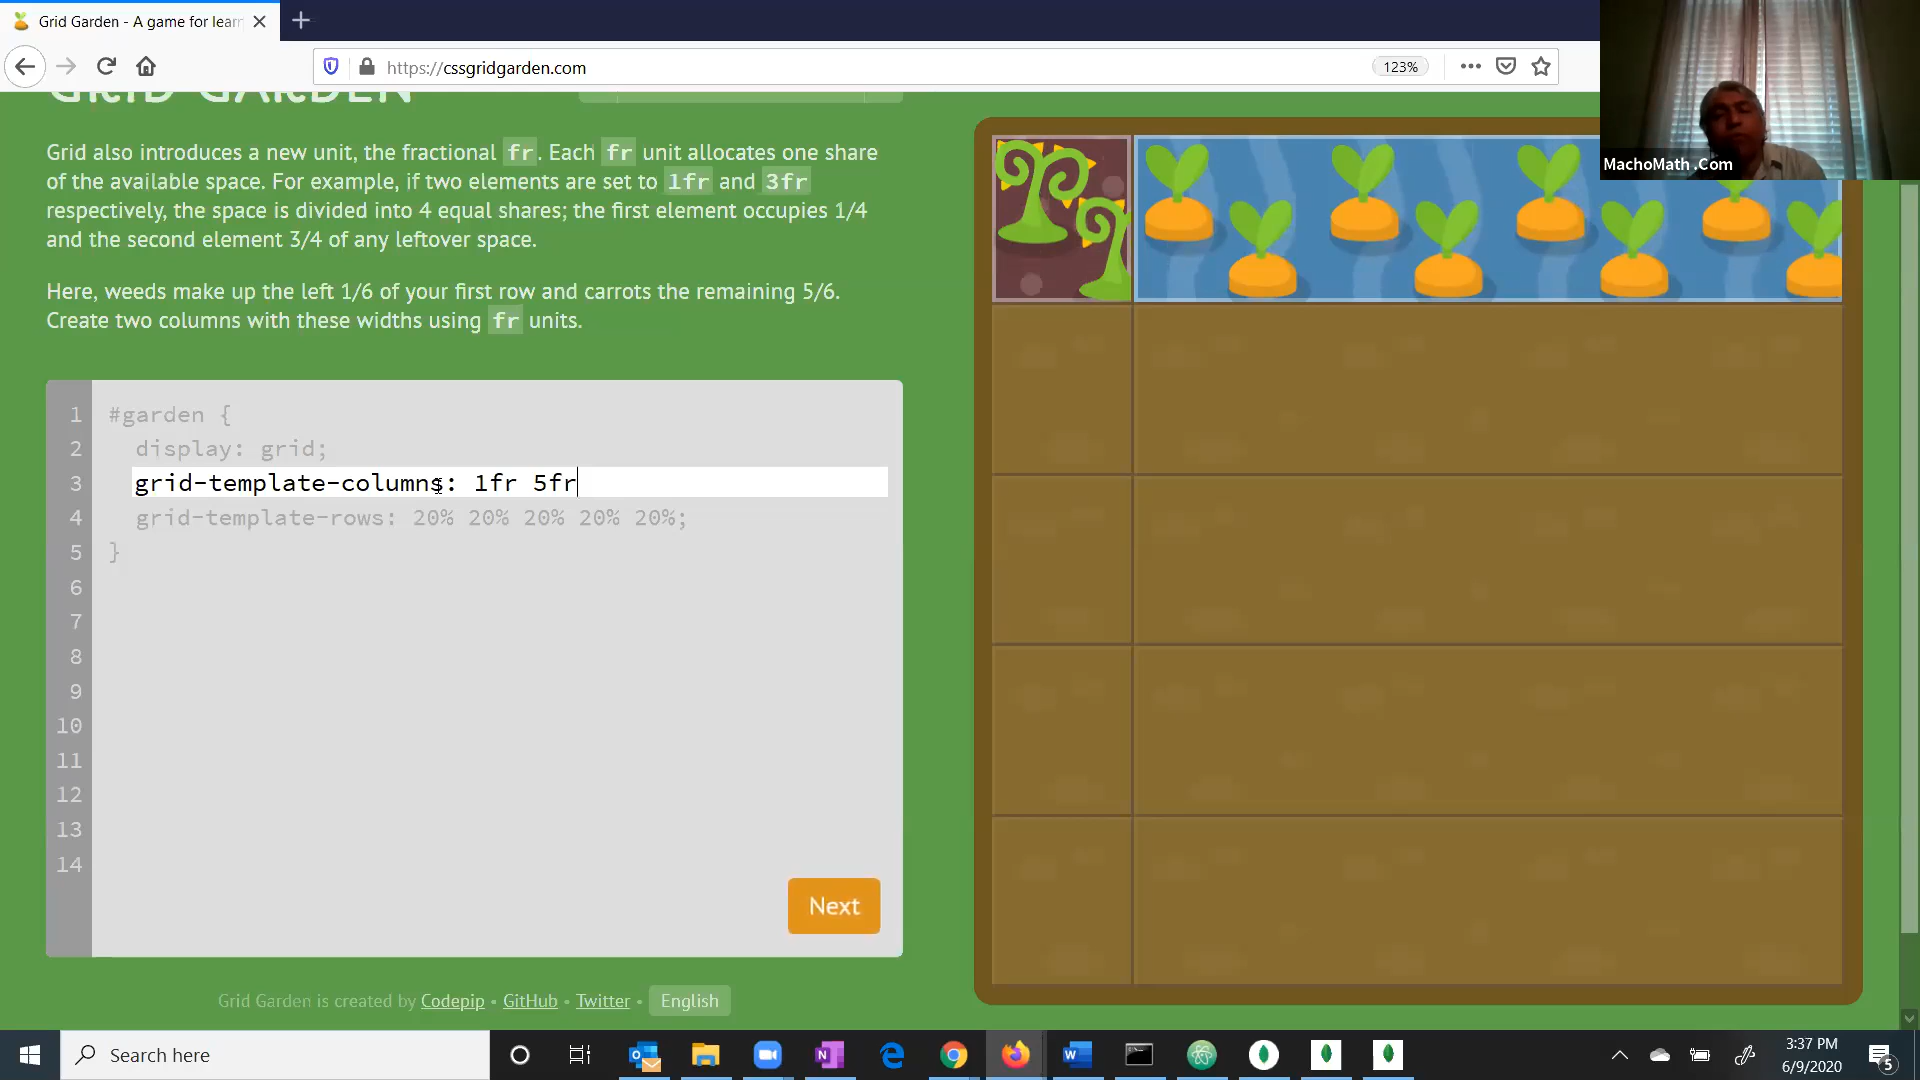 Grid Garden - A game for lear
https://cssgridgarden.com
123%
GRID GARDEN
MachoMath .Com
Grid also introduces a new unit, the fractional fr. Each fr unit allocates one share
of the available space. For example, if two elements are set to 1fr and 3fr
respectively, the space is divided into 4 equal shares; the first element occupies 1/4
and the second element 3/4 of any leftover space.
Here, weeds make up the left 1/6 of your first row and carrots the remaining 5/6.
Create two columns with these widths using fr units.
1 #garden {
2 display: grid;
3 grid-template-columns: 1fr 5fr
4 grid-template-rows: 20% 20% 20% 20% 20%;
5 }
6
7
8
9
10
11
12
13
14
Next
Grid Garden is created by Codepip • GitHub • Twitter • English
Search here
3:37 PM
6/9/2020
5